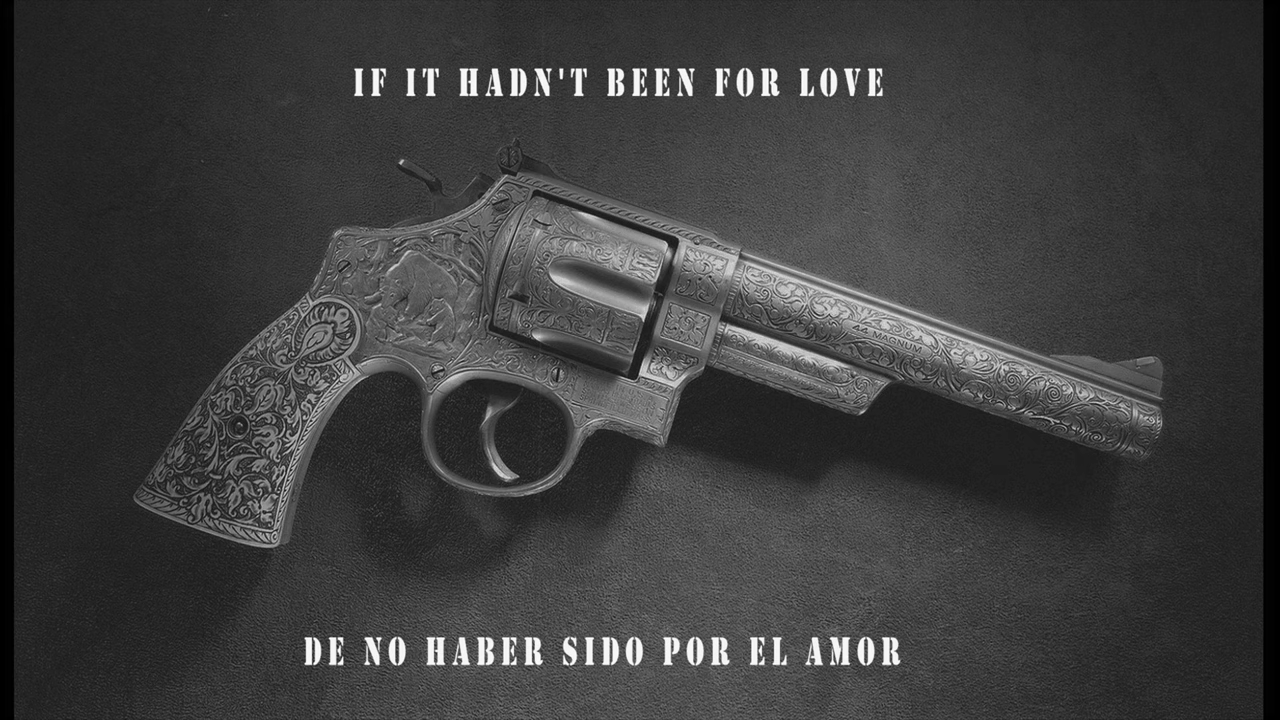 IF IT HADN'T BEEN FOR LOVE
44 MAGNUM
DE NO HABER SIDO POR EL AMOR